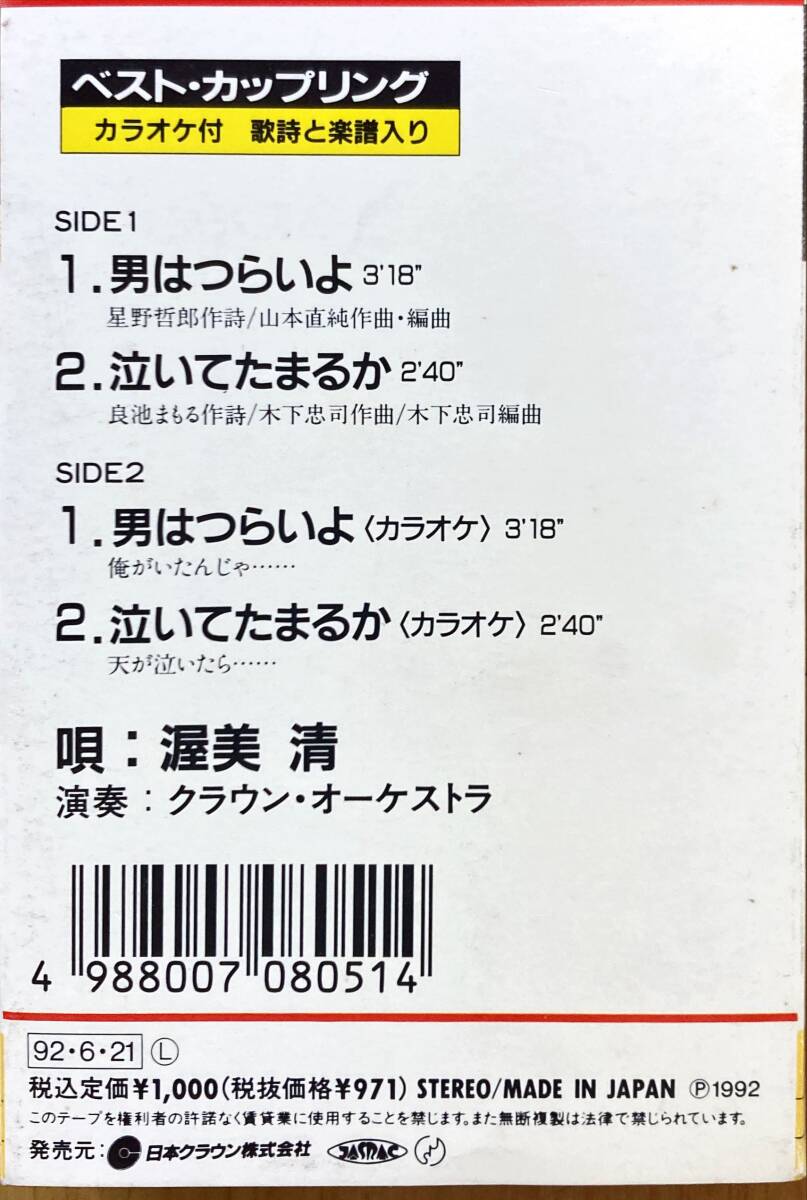 ベスト・カップリング
カラオケ付 歌詩と楽譜入り
SIDE1
1.男はつらいよ 3'18"
星野哲郎作詩/山本直純作曲・編曲
2.泣いてたまるか 2'40"
良池まもる作詩/木下忠司作曲/木下忠司編曲
SIDE2
1.男はつらいよ〈カラオケ〉 3'18"
俺がいたんじゃ……
2.泣いてたまるか〈カラオケ〉 2'40"
天が泣いたら……
唄：渥美 清
演奏：クラウン・オーケストラ
4 988007 080514
92・6・21 Ⓛ
税込定価¥1,000(税抜価格¥971) STEREO/MADE IN JAPAN Ⓟ1992
このテープを権利者の許諾なく賃貸業に使用することを禁じます。また無断複製は法律で禁じられています。
発売元：日本クラウン株式会社 JASRAC